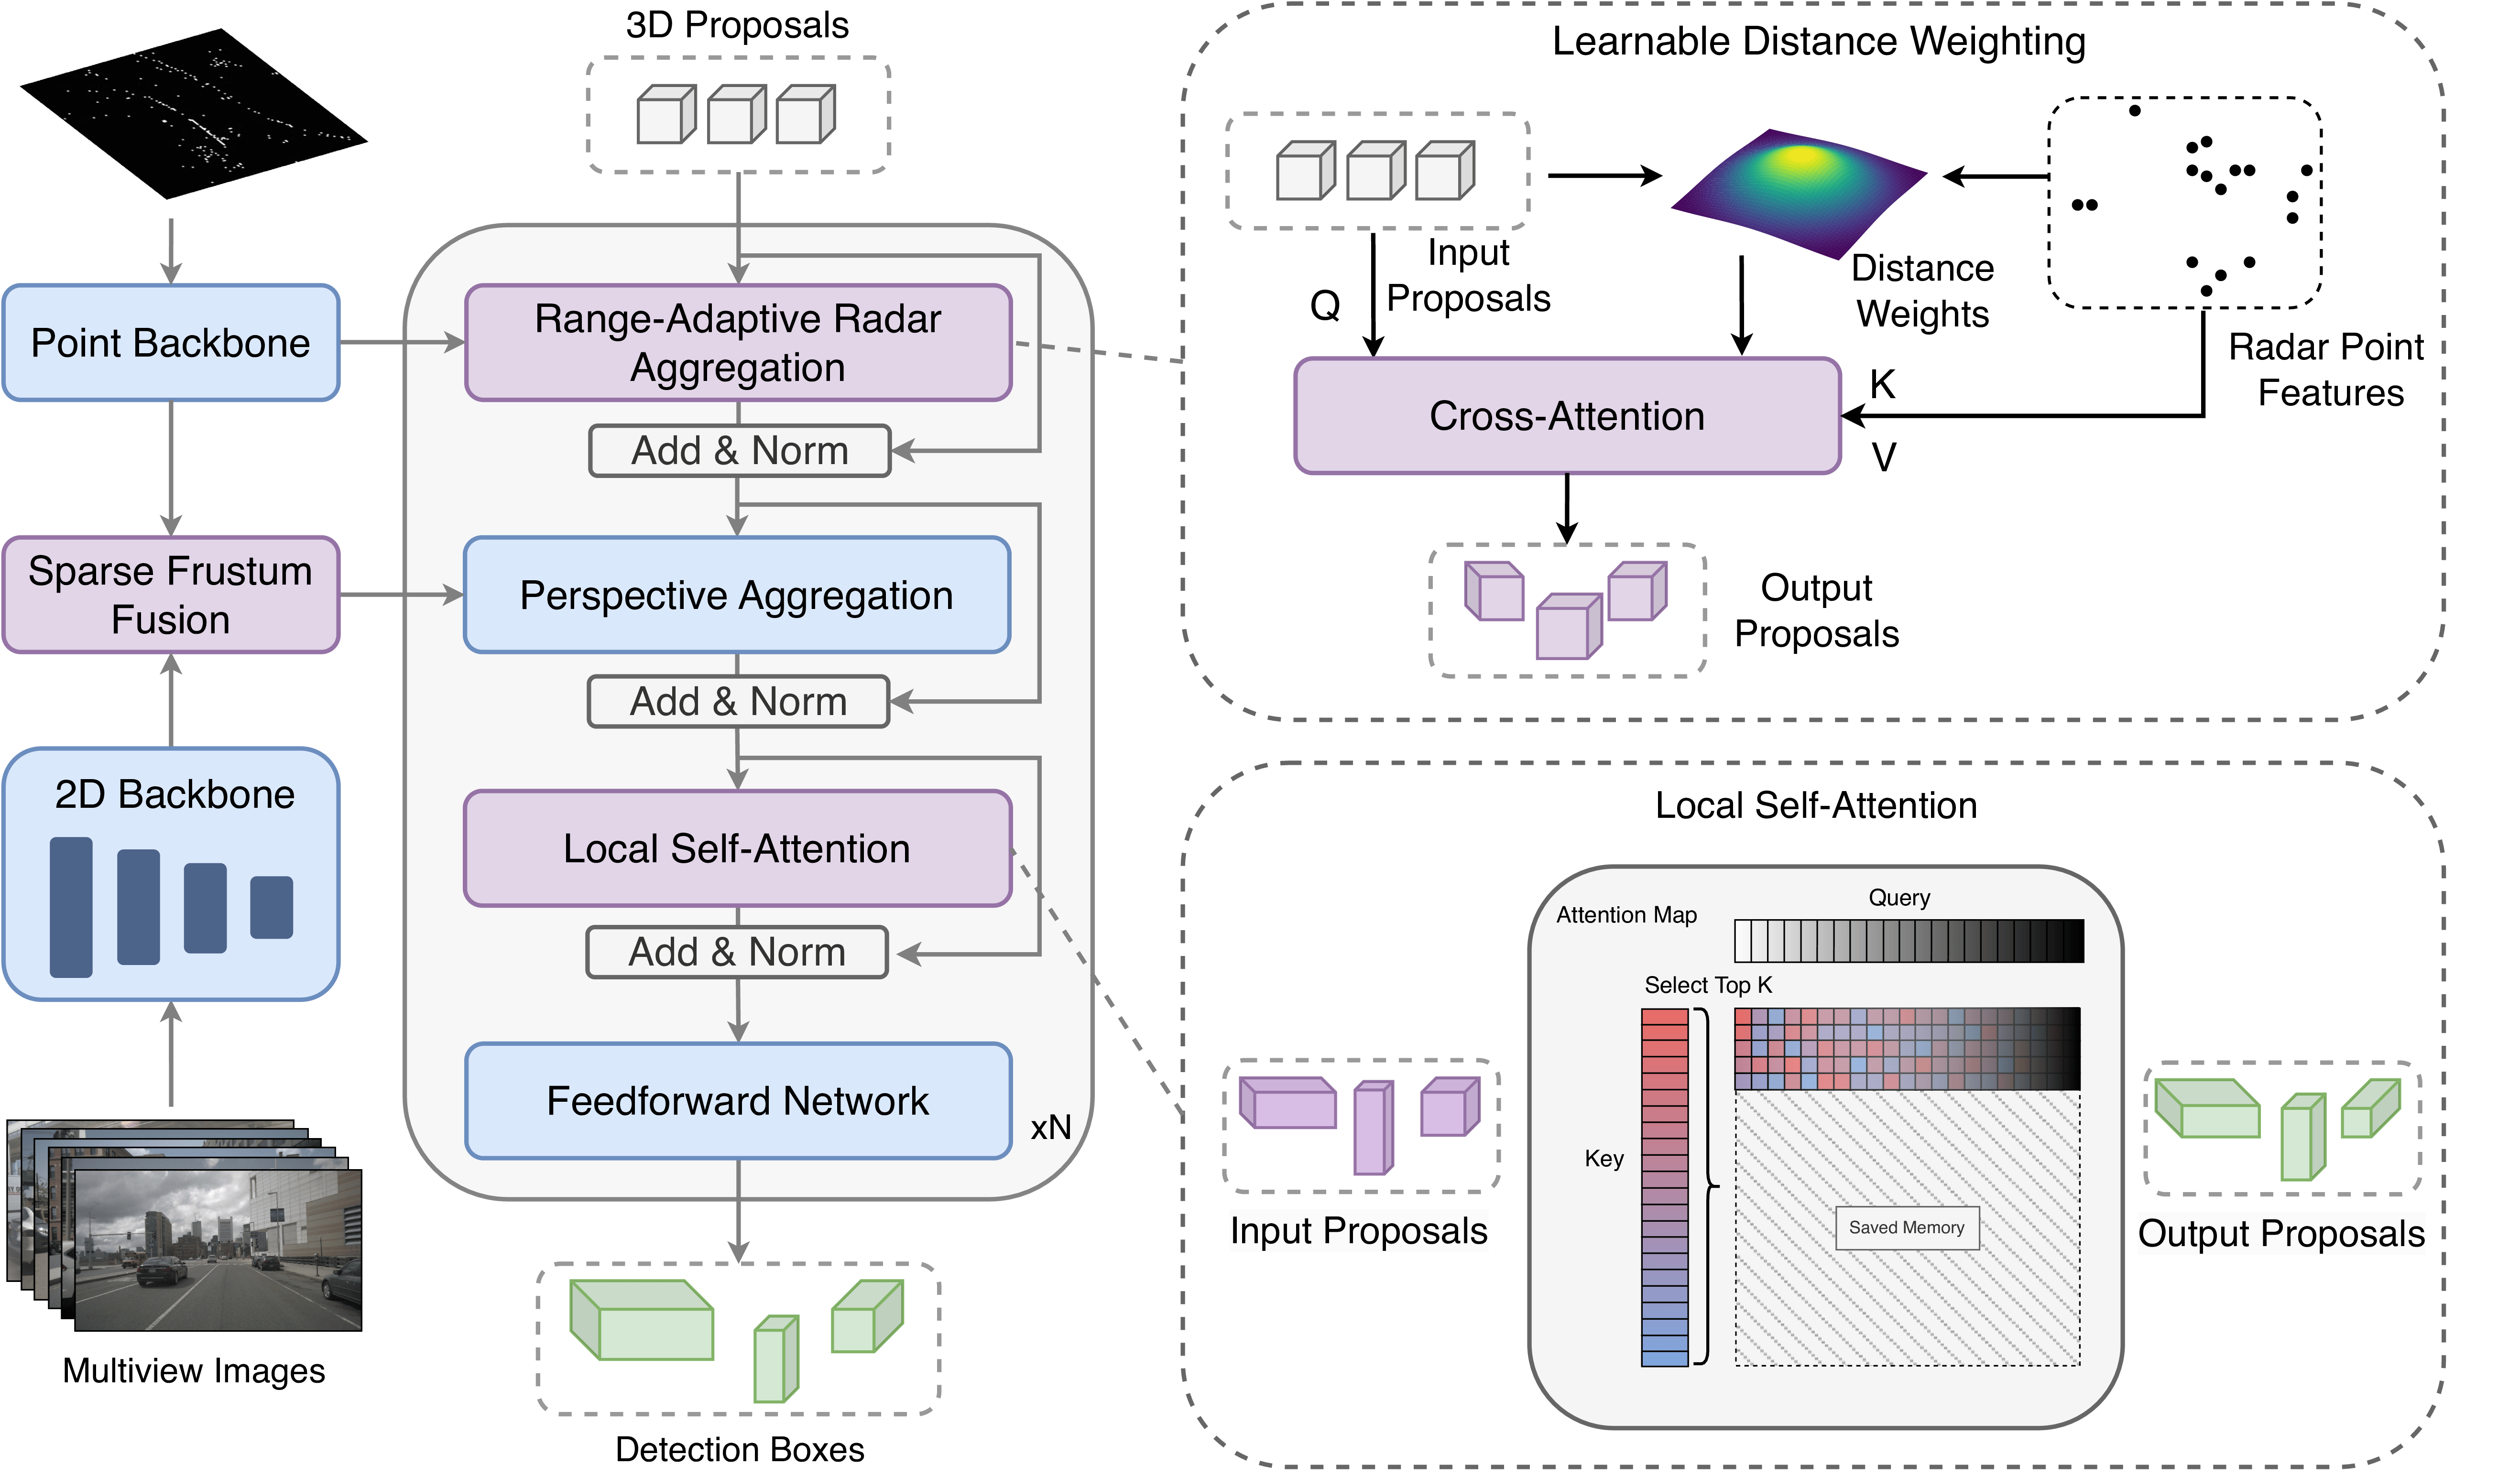 3D Proposals
Point Backbone
Sparse Frustum
Fusion
2D Backbone
Multiview Images
Range-Adaptive Radar
Aggregation
Add & Norm
Perspective Aggregation
Add & Norm
Local Self-Attention
Add & Norm
Feedforward Network
xN
Detection Boxes
Learnable Distance Weighting
Input
Proposals
Q
Distance
Weights
Radar Point
Features
K
V
Cross-Attention
Output
Proposals
Local Self-Attention
Attention Map
Query
Select Top K
Key
Saved Memory
Input Proposals
Output Proposals